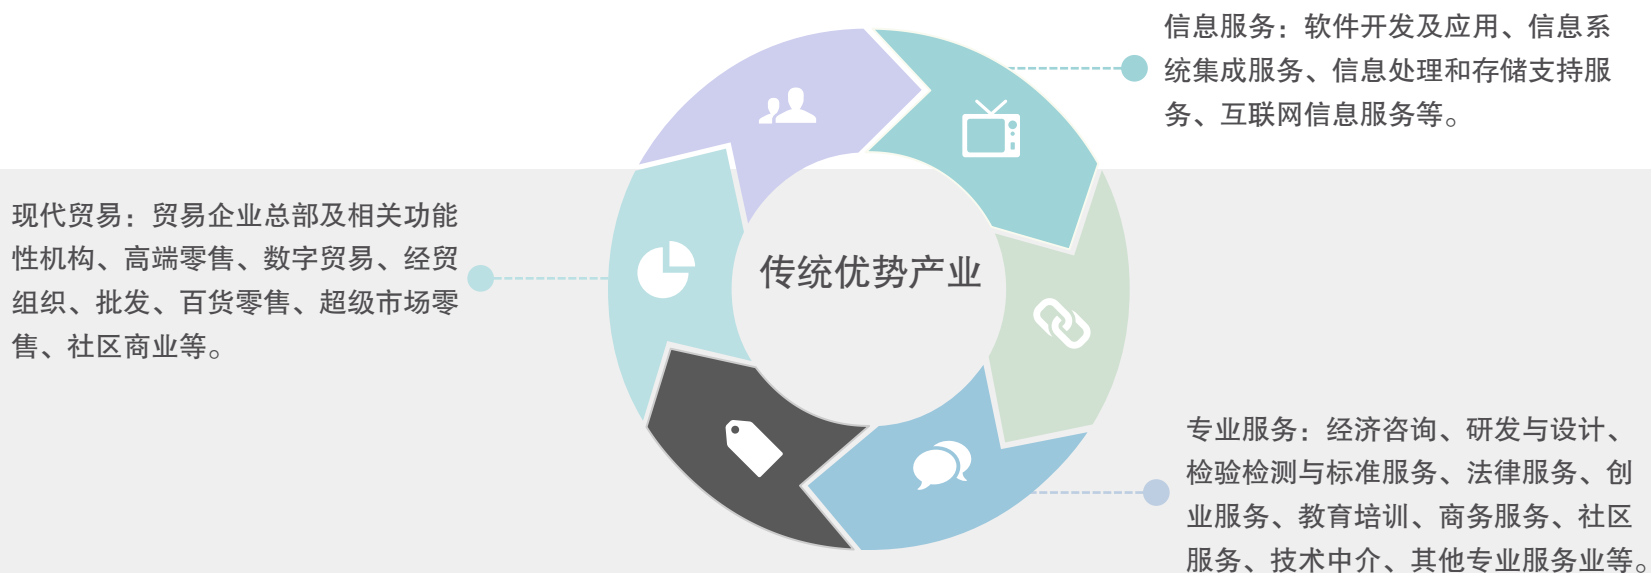 信息服务：软件开发及应用、信息系
统集成服务、信息处理和存储支持服
务、互联网信息服务等。
现代贸易：贸易企业总部及相关功能
性机构、高端零售、数字贸易、经贸
组织、批发、百货零售、超级市场零
售、社区商业等。
传统优势产业
专业服务：经济咨询、研发与设计、
检验检测与标准服务、法律服务、创
业服务、教育培训、商务服务、社区
服务、技术中介、其他专业服务业等。